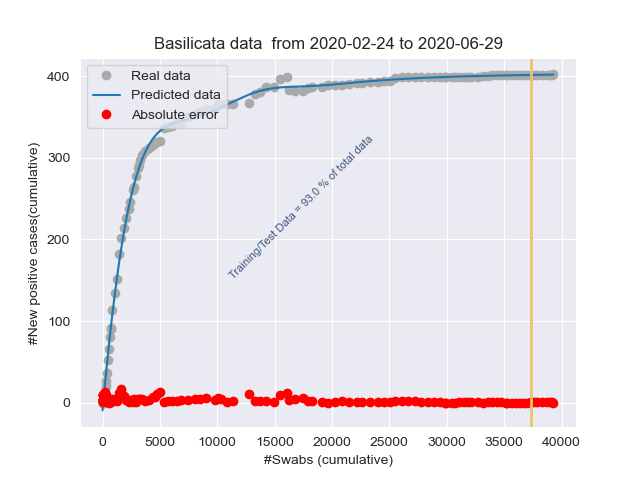 Basilicata data  from 2020-02-24 to 2020-06-29
Real data
Predicted data
Absolute error
Training/Test Data = 93.0 % of total data
#New positive cases(cumulative)
400
300
200
100
0
0 5000 10000 15000 20000 25000 30000 35000 40000
#Swabs (cumulative)